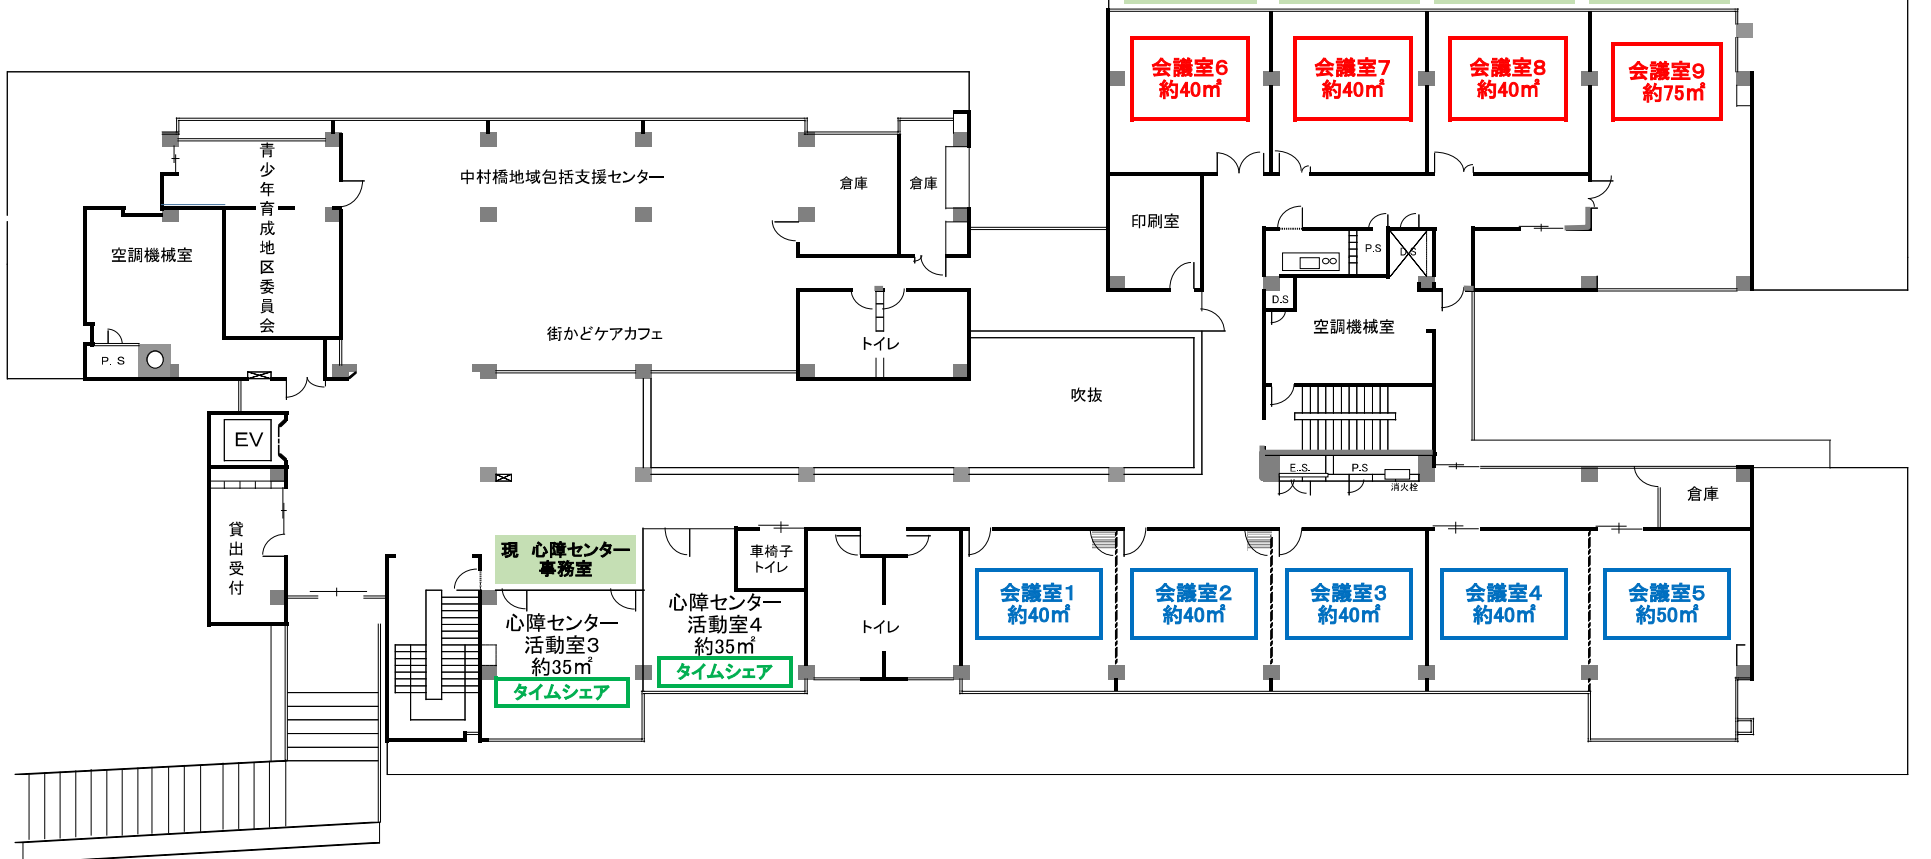 会議室6
約40㎡
会議室7
約40㎡
会議室8
約40㎡
会議室9
約75㎡
青少年育成地区委員会
中村橋地域包括支援センター
倉庫
倉庫
印刷室
P.S
D.S
空調機械室
D.S
空調機械室
街かどケアカフェ
トイレ
P.S
吹抜
EV
E.S.
P.S
消火栓
倉庫
貸出受付
現 心障センター
事務室
車椅子
トイレ
心障センター
活動室3
約35㎡
タイムシェア
心障センター
活動室4
約35㎡
タイムシェア
トイレ
会議室1
約40㎡
会議室2
約40㎡
会議室3
約40㎡
会議室4
約40㎡
会議室5
約50㎡